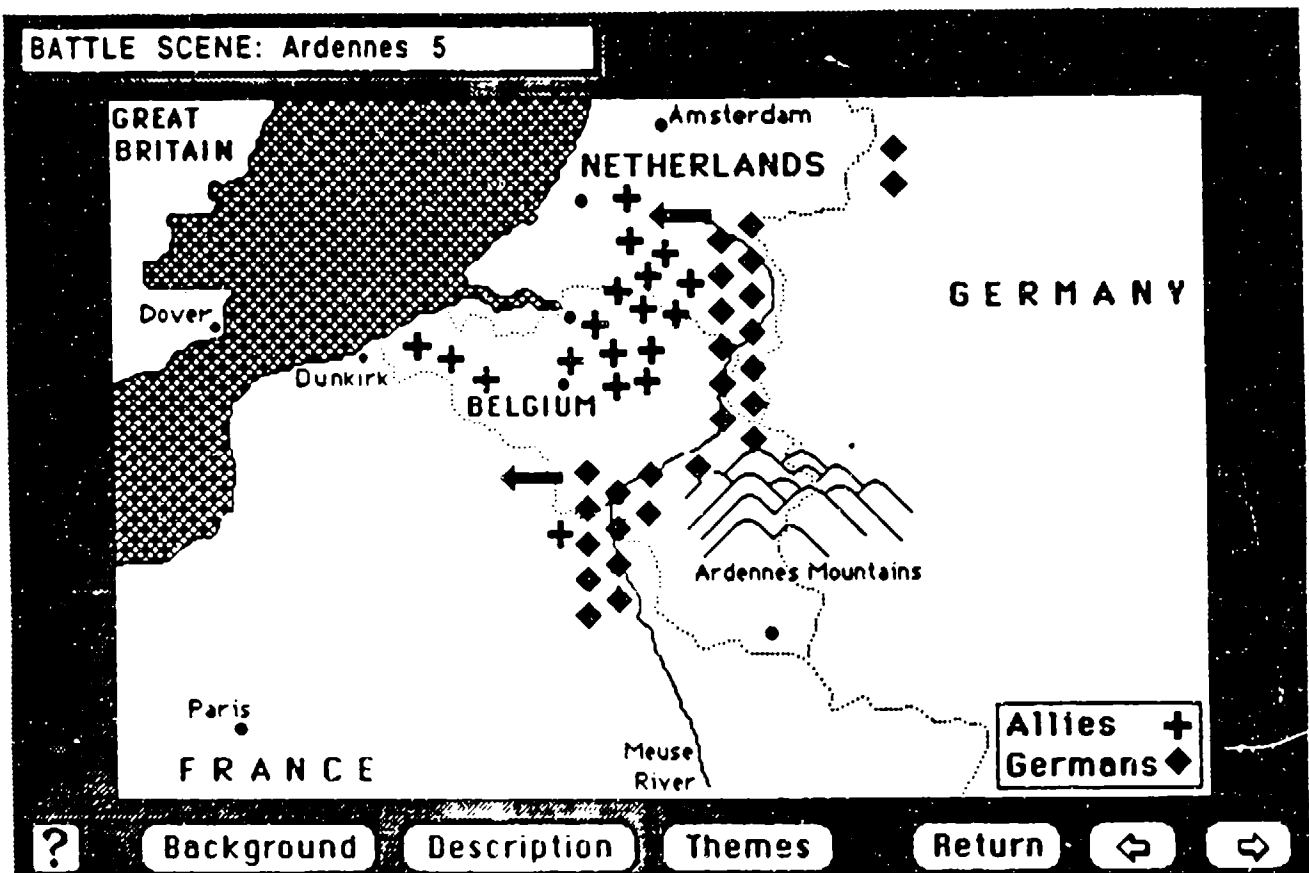 BATTLE SCENE: Ardennes 5
GREAT
BRITAIN
Amsterdam
NETHERLANDS
GERMANY
Dover
Dunkirk
BELGIUM
Ardennes Mountains
Paris
FRANCE
Meuse
River
Allies
Germans
?
Background
Description
Themes
Return